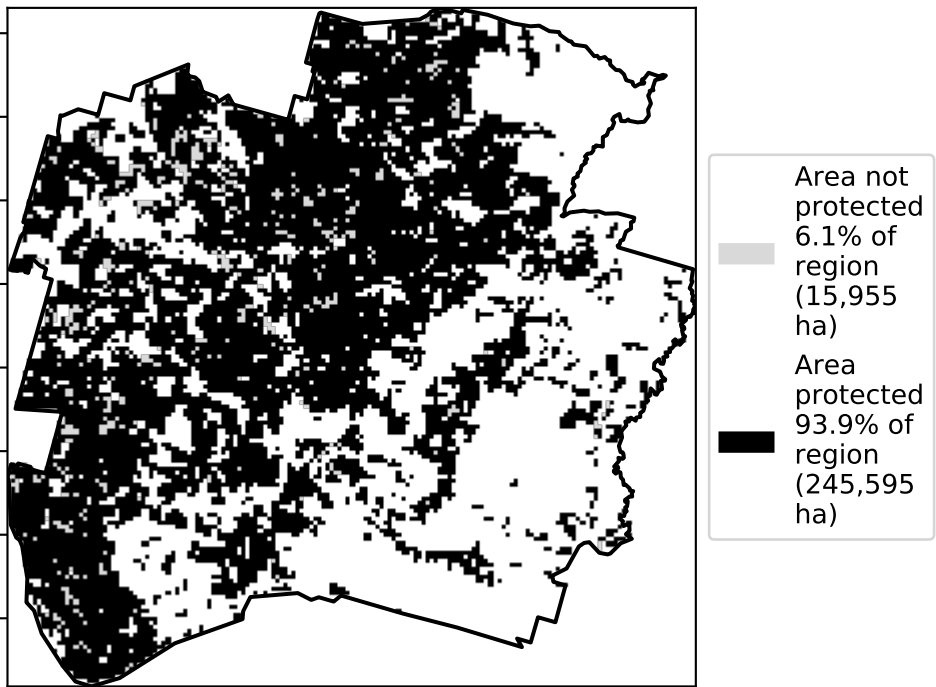 Area not
protected
6.1% of
region
(15,955
ha)
Area
protected
93.9% of
region
(245,595
ha)